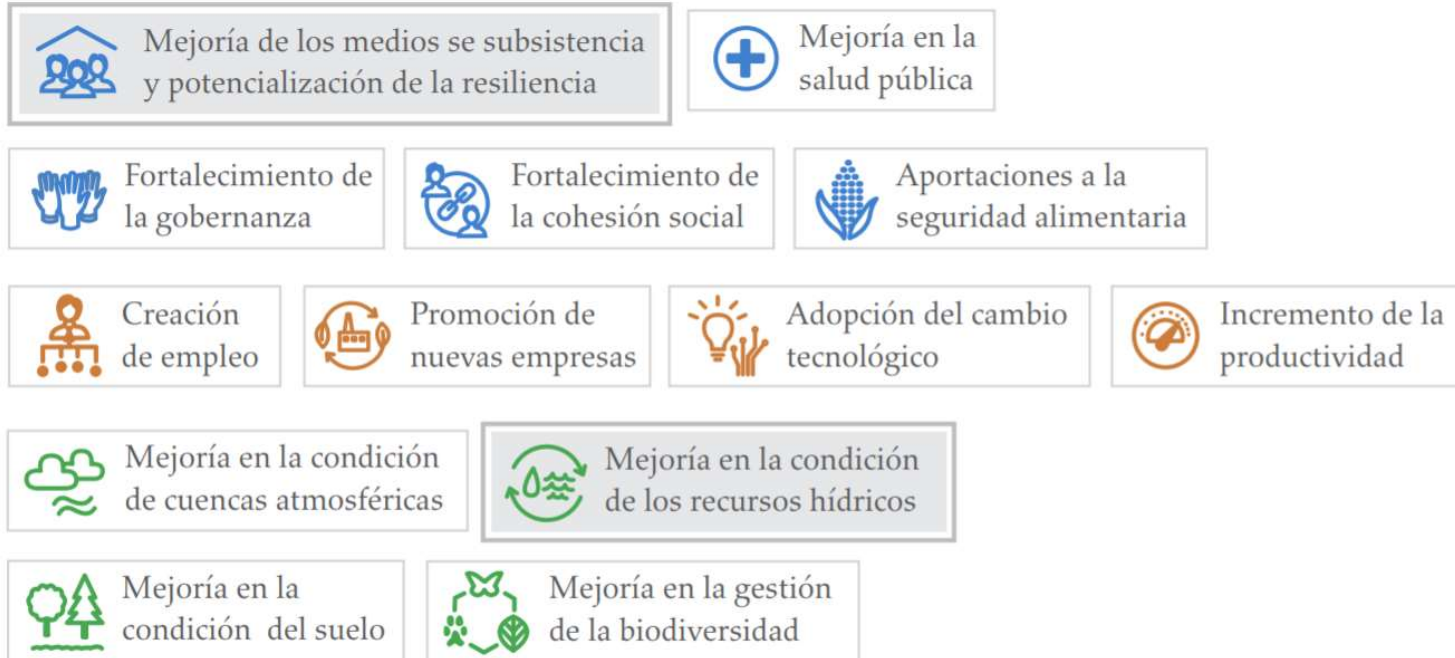 Mejoría de los medios se subsistencia
y potencialización de la resiliencia
Mejoría en la
salud pública
Fortalecimiento de
la gobernanza
Fortalecimiento de
la cohesión social
Aportaciones a la
seguridad alimentaria
Creación
de empleo
Promoción de
nuevas empresas
Adopción del cambio
tecnológico
Incremento de la
productividad
Mejoría en la condición
de cuencas atmosféricas
Mejoría en la condición
de los recursos hídricos
Mejoría en la
condición del suelo
Mejoría en la gestión
de la biodiversidad